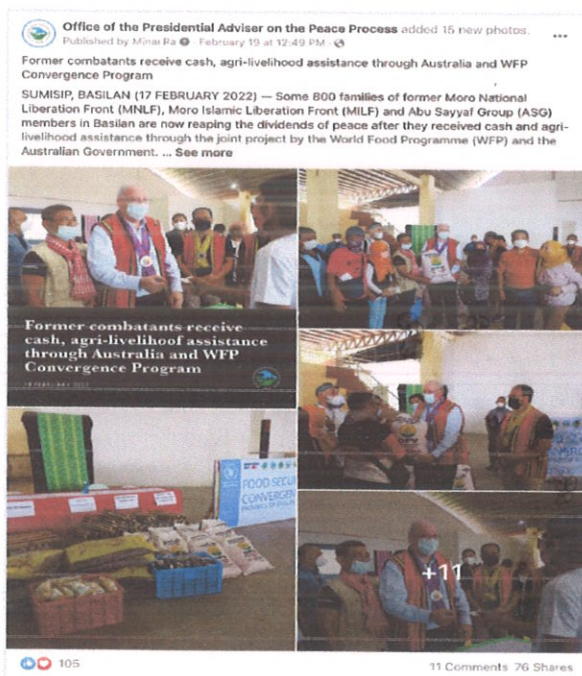 Office of the Presidential Adviser on the Peace Process added 15 new photos.
Published by Minai Ra · February 19 at 12:49 PM ·
Former combatants receive cash, agri-livelihood assistance through Australia and WFP
Convergence Program
SUMISIP, BASILAN (17 FEBRUARY 2022) — Some 800 families of former Moro National
Liberation Front (MNLF), Moro Islamic Liberation Front (MILF) and Abu Sayyaf Group (ASG)
members in Basilan are now reaping the dividends of peace after they received cash and agri-
livelihood assistance through the joint project by the World Food Programme (WFP) and the
Australian Government. ... See more
Former combatants receive
cash, agri-livelihoof assistance
through Australia and WFP
Convergence Program
FOOD SECU
CONVERGEN
+11
105
11 Comments 76 Shares